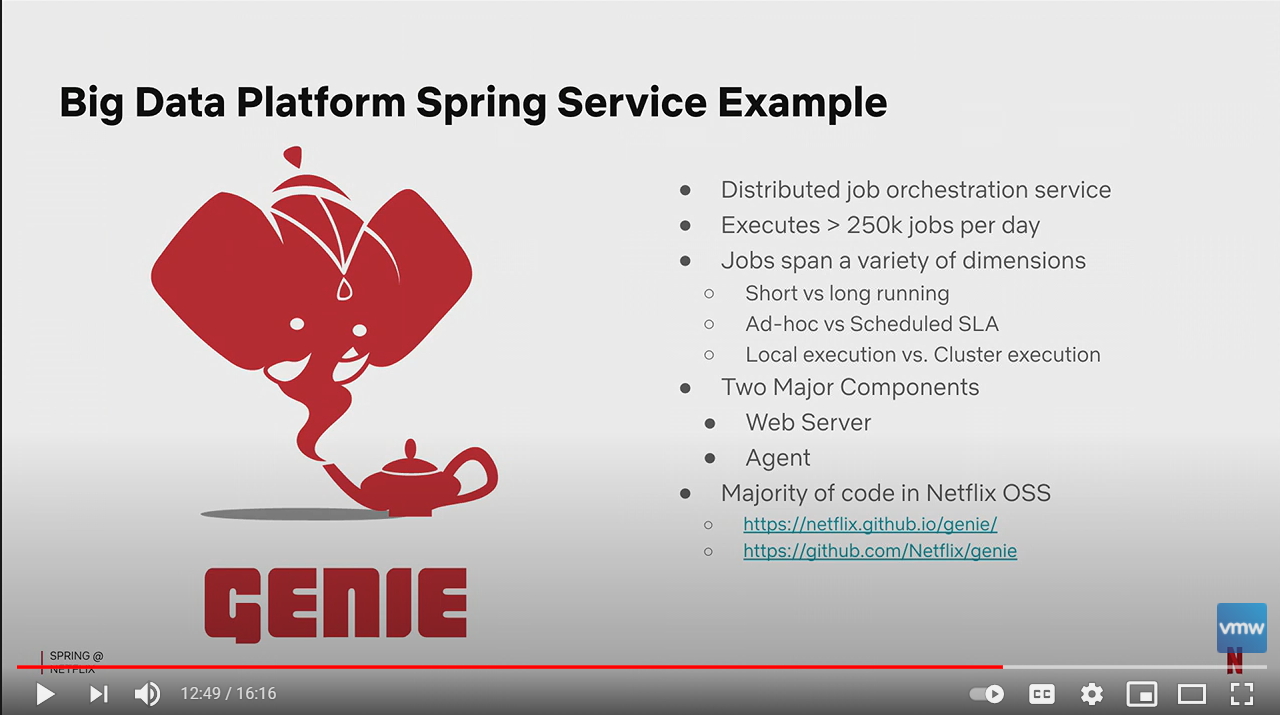 Big Data Platform Spring Service Example
Distributed job orchestration service
Executes > 250k jobs per day
Jobs span a variety of dimensions
Short vs long running
Ad-hoc vs Scheduled SLA
Local execution vs. Cluster execution
Two Major Components
Web Server
Agent
Majority of code in Netflix OSS
https://netflix.github.io/genie/
https://github.com/Netflix/genie
GENIE
vmw
SPRING @
NETFLIX
N
12:49 / 16:16
CC